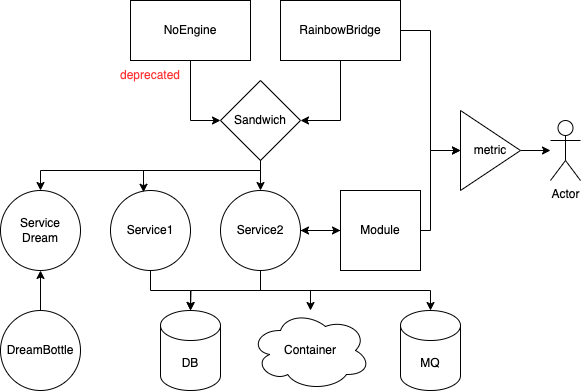 NoEngine
RainbowBridge
deprecated
Sandwich
metric
Actor
Service
Dream
Service1
Service2
Module
DreamBottle
DB
Container
MQ